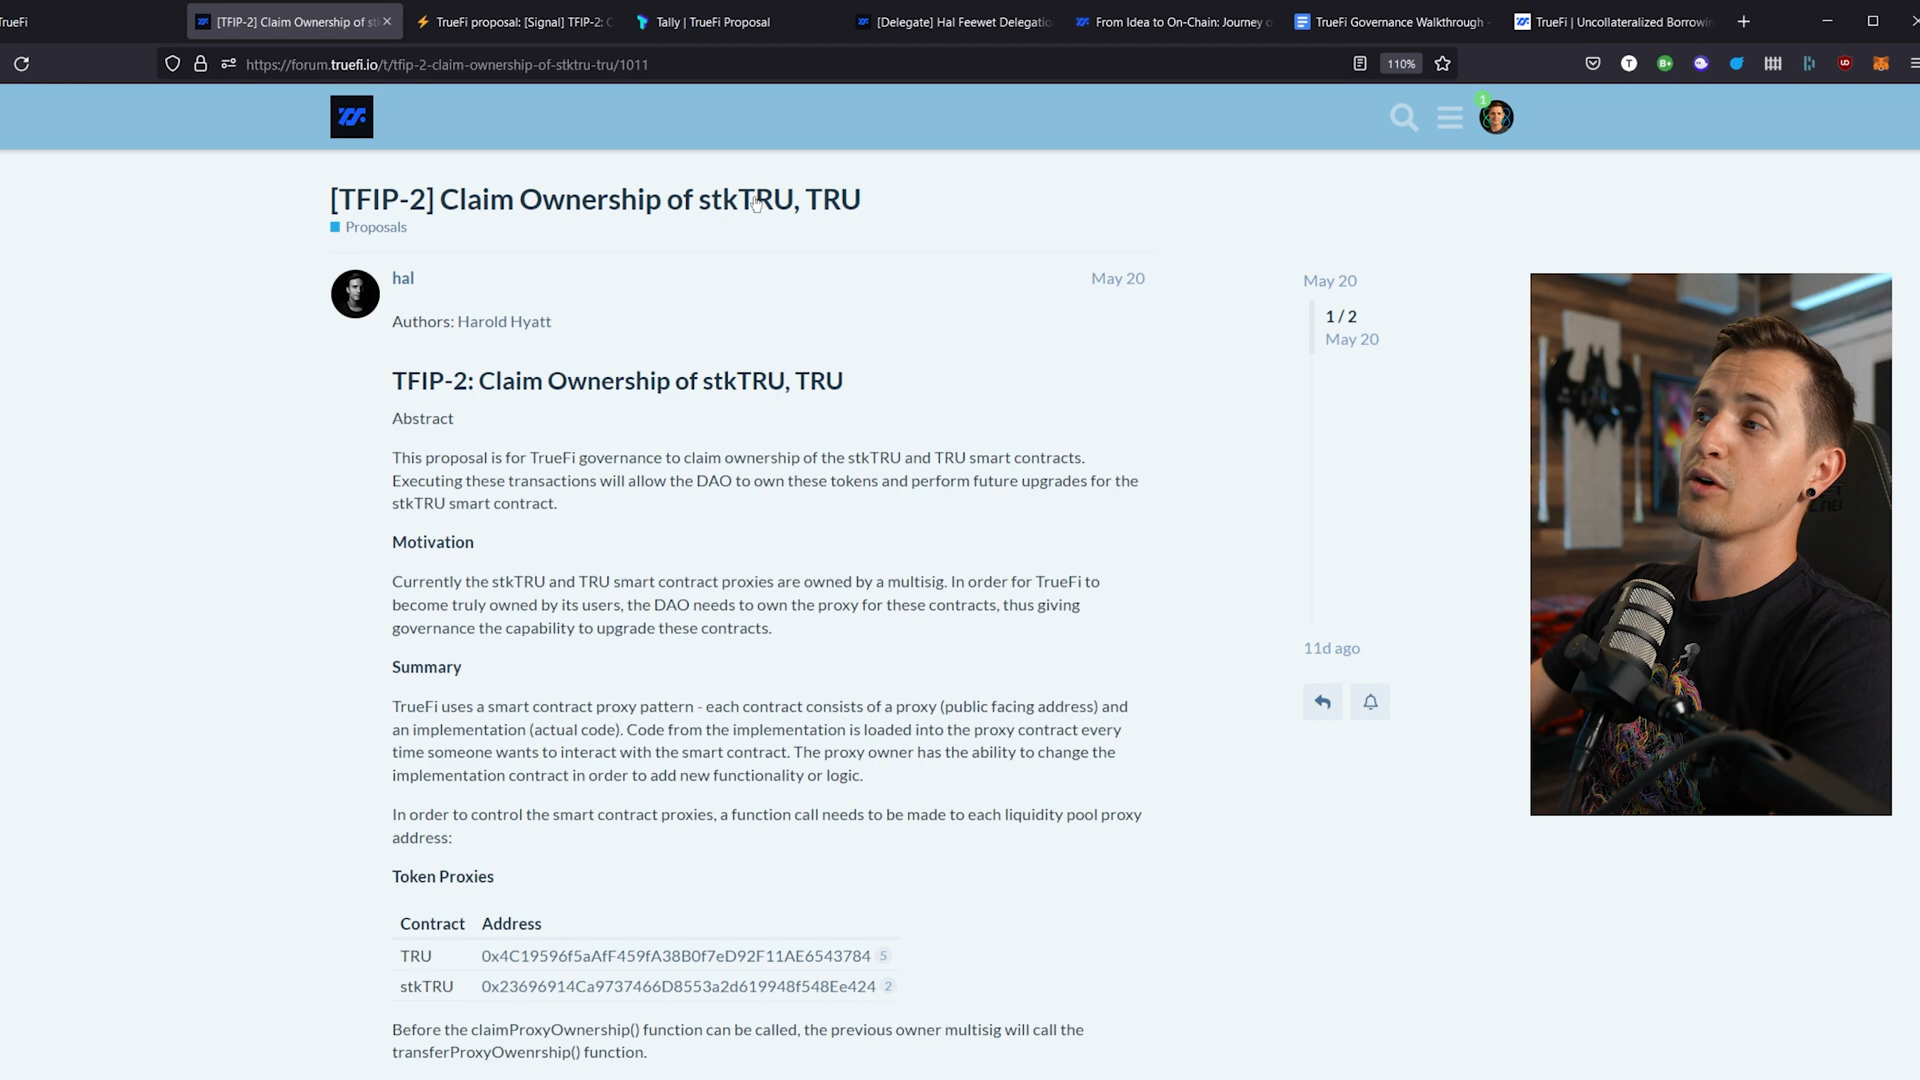 TrueFi
[TFIP-2] Claim Ownership of st
TrueFi proposal: [Signal] TFIP-2: C
Tally | TrueFi Proposal
[Delegate] Hal Feewet Delegatio
From Idea to On-Chain: Journey o
TrueFi Governance Walkthrough -
TrueFi | Uncollateralized Borrowin
https://forum.truefi.io/t/tfip-2-claim-ownership-of-stktru-tru/1011
110%
1
[TFIP-2] Claim Ownership of stkTRU, TRU
Proposals
hal
May 20
Authors: Harold Hyatt
TFIP-2: Claim Ownership of stkTRU, TRU
Abstract
This proposal is for TrueFi governance to claim ownership of the stkTRU and TRU smart contracts.
Executing these transactions will allow the DAO to own these tokens and perform future upgrades for the
stkTRU smart contract.
Motivation
Currently the stkTRU and TRU smart contract proxies are owned by a multisig. In order for TrueFi to
become truly owned by its users, the DAO needs to own the proxy for these contracts, thus giving
governance the capability to upgrade these contracts.
Summary
TrueFi uses a smart contract proxy pattern - each contract consists of a proxy (public facing address) and
an implementation (actual code). Code from the implementation is loaded into the proxy contract every
time someone wants to interact with the smart contract. The proxy owner has the ability to change the
implementation contract in order to add new functionality or logic.
In order to control the smart contract proxies, a function call needs to be made to each liquidity pool proxy
address:
Token Proxies
Contract Address
TRU 0x4C19596f5aAfF459fA38B0f7eD92F11AE6543784 5
stkTRU 0x23696914Ca9737466D8553a2d619948f548Ee424 2
Before the claimProxyOwnership() function can be called, the previous owner multisig will call the
transferProxyOwenrship() function.
May 20
1 / 2
May 20
11d ago